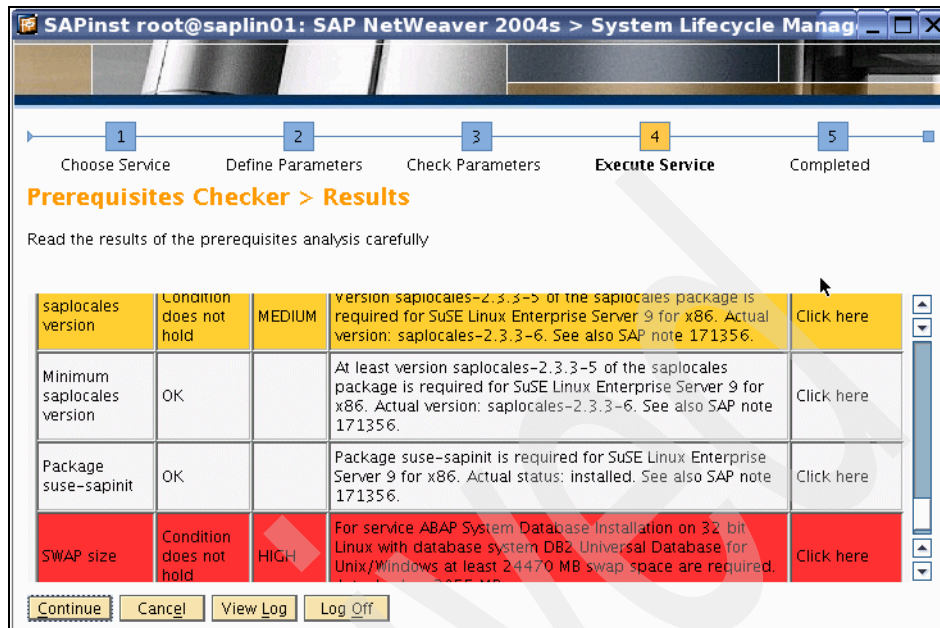 SAPinst root@saplin01: SAP NetWeaver 2004s > System Lifecycle Manag
1 2 3 4 5
Choose Service Define Parameters Check Parameters Execute Service Completed
Prerequisites Checker > Results
Read the results of the prerequisites analysis carefully
saplocales
version
Condition
does not
hold
MEDIUM
Version saplocales-2.3.3-5 of the saplocales package is
required for SuSE Linux Enterprise Server 9 for x86. Actual
version: saplocales-2.3.3-6. See also SAP note 171356.
Click here
Minimum
saplocales
version
OK
At least version saplocales-2.3.3-5 of the saplocales
package is required for SuSE Linux Enterprise Server 9 for
x86. Actual version: saplocales-2.3.3-6. See also SAP note
171356.
Click here
Package
suse-sapinit
OK
Package suse-sapinit is required for SuSE Linux Enterprise
Server 9 for x86. Actual status: installed. See also SAP note
171356.
Click here
SWAP size
Condition
does not
hold
HIGH
For service ABAP System Database Installation on 32 bit
Linux with database system DB2 Universal Database for
Unix/Windows at least 24470 MB swap space are required.
Click here
Continue Cancel View Log Log Off